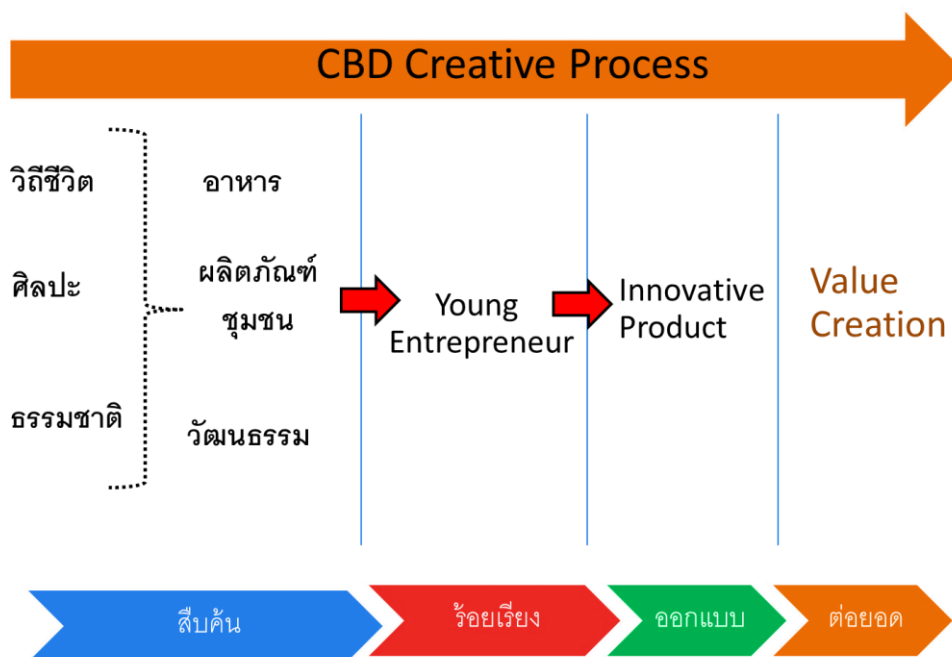 CBD Creative Process
วิถีชีวิต
ศิลปะ
ธรรมชาติ
อาหาร
ผลิตภัณฑ์
ชุมชน
วัฒนธรรม
Young
Entrepreneur
Innovative
Product
Value
Creation
สืบค้น
ร้อยเรียง
ออกแบบ
ต่อยอด